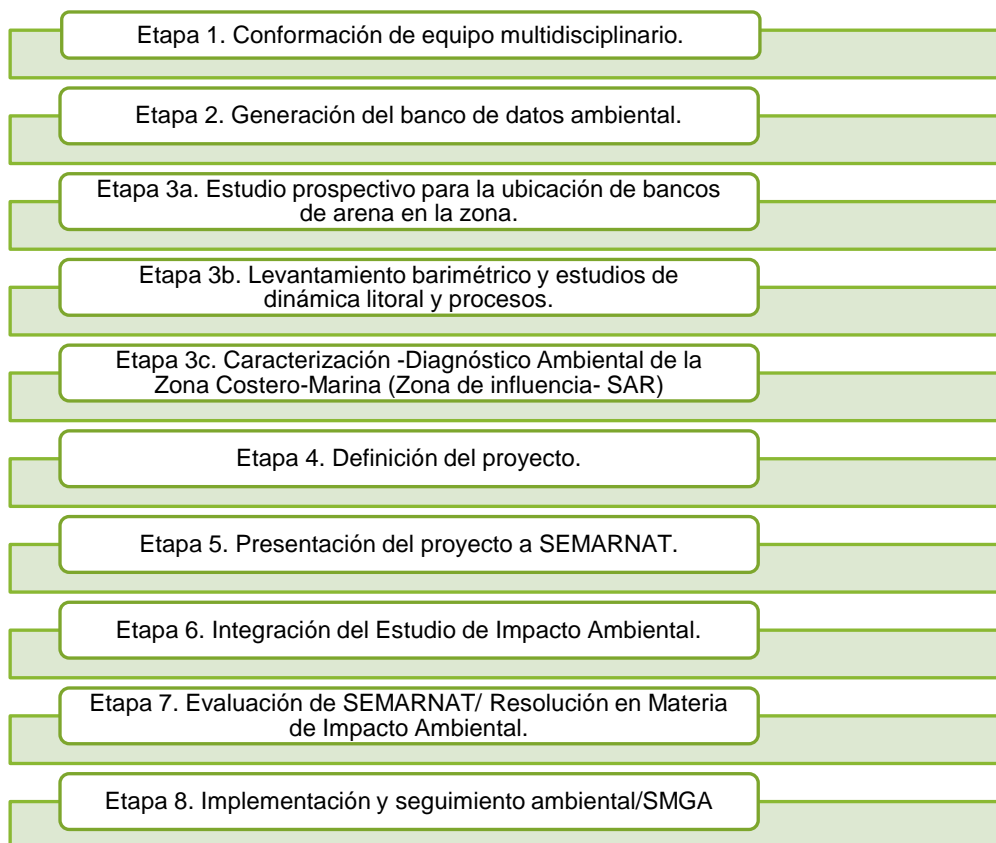 Etapa 1. Conformación de equipo multidisciplinario.
Etapa 2. Generación del banco de datos ambiental.
Etapa 3a. Estudio prospectivo para la ubicación de bancos
de arena en la zona.
Etapa 3b. Levantamiento barimétrico y estudios de
dinámica litoral y procesos.
Etapa 3c. Caracterización -Diagnóstico Ambiental de la
Zona Costero-Marina (Zona de influencia- SAR)
Etapa 4. Definición del proyecto.
Etapa 5. Presentación del proyecto a SEMARNAT.
Etapa 6. Integración del Estudio de Impacto Ambiental.
Etapa 7. Evaluación de SEMARNAT/ Resolución en Materia
de Impacto Ambiental.
Etapa 8. Implementación y seguimiento ambiental/SMGA